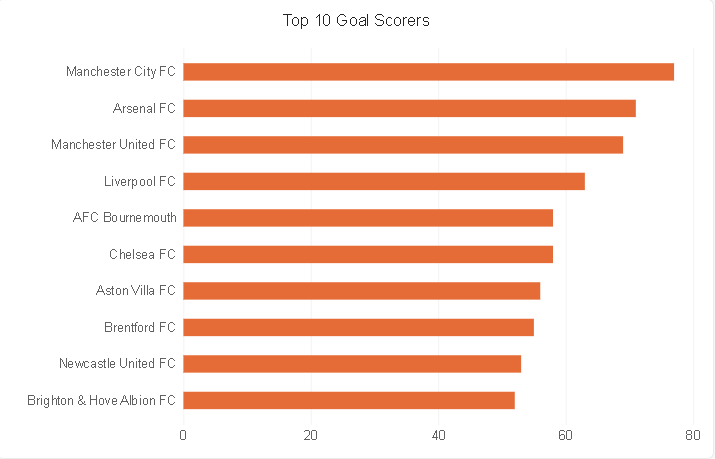 Top 10 Goal Scorers
Manchester City FC
Arsenal FC
Manchester United FC
Liverpool FC
AFC Bournemouth
Chelsea FC
Aston Villa FC
Brentford FC
Newcastle United FC
Brighton & Hove Albion FC
0 20 40 60 80